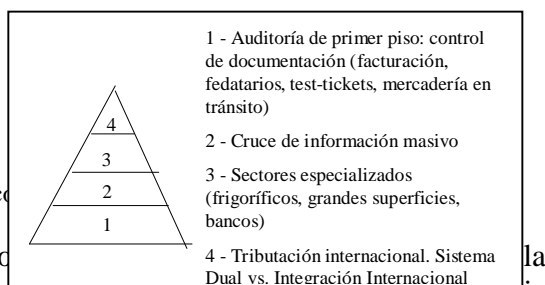 1 - Auditoría de primer piso: control
de documentación (facturación,
fedatarios, test-tickets, mercadería en
tránsito)
2 - Cruce de información masivo
3 - Sectores especializados
(frigoríficos, grandes superficies,
bancos)
4 - Tributación internacional. Sistema
Dual vs. Integración Internacional
4
3
2
1
la